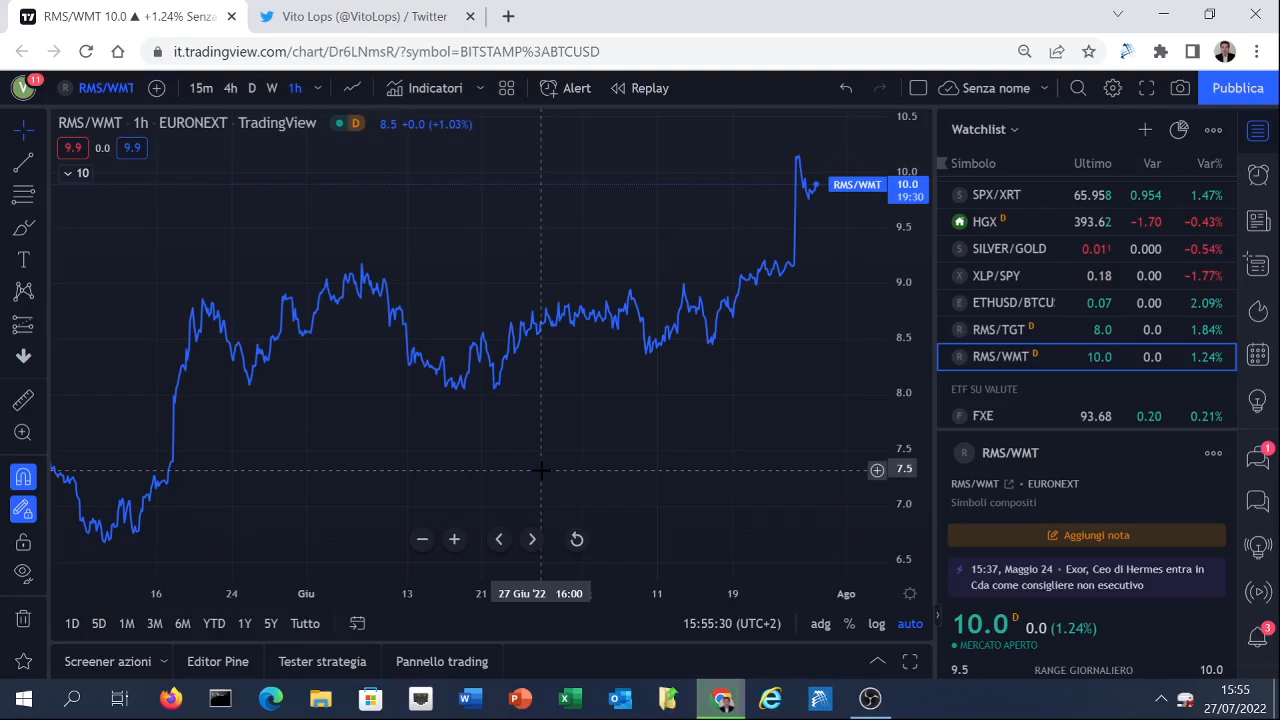 RMS/WMT 10.0 ▲ +1.24% Senza
Vito Lops (@VitoLops) / Twitter
it.tradingview.com/chart/Dr6LNmsR/?symbol=BITSTAMP%3ABTCUSD
V 11
R RMS/WMT
15m 4h D W 1h
Indicatori
Alert
Replay
Senza nome
Pubblica
RMS/WMT · 1h · EURONEXT · TradingView
D
8.5 +0.0 (+1.03%)
9.9 0.0 9.9
10
10.5
10.0
RMS/WMT 10.0
19:30
9.5
9.0
8.5
8.0
7.5
7.5
7.0
6.5
16 24 Giu 13 21 27 Giu '22 16:00 11 19 Ago
1D 5D 1M 3M 6M YTD 1Y 5Y Tutto
15:55:30 (UTC+2)
adg % log auto
Screener azioni
Editor Pine
Tester strategia
Pannello trading
Watchlist
Simbolo Ultimo Var Var%
S SPX/XRT 65.958 0.954 1.47%
HGX D 393.62 −1.70 −0.43%
S SILVER/GOLD 0.01¹ 0.000 −0.54%
X XLP/SPY 0.18 0.00 −1.77%
E ETHUSD/BTCU 0.07 0.00 2.09%
R RMS/TGT D 8.0 0.0 1.84%
R RMS/WMT D 10.0 0.0 1.24%
ETF SU VALUTE
F FXE 93.68 0.20 0.21%
R RMS/WMT
RMS/WMT • EURONEXT
Simboli compositi
Aggiungi nota
15:37, Maggio 24 • Exor, Ceo di Hermes entra in
Cda come consigliere non esecutivo
10.0 D 0.0 (1.24%)
MERCATO APERTO
9.5 RANGE GIORNALIERO 10.0
1
3
15:55
27/07/2022